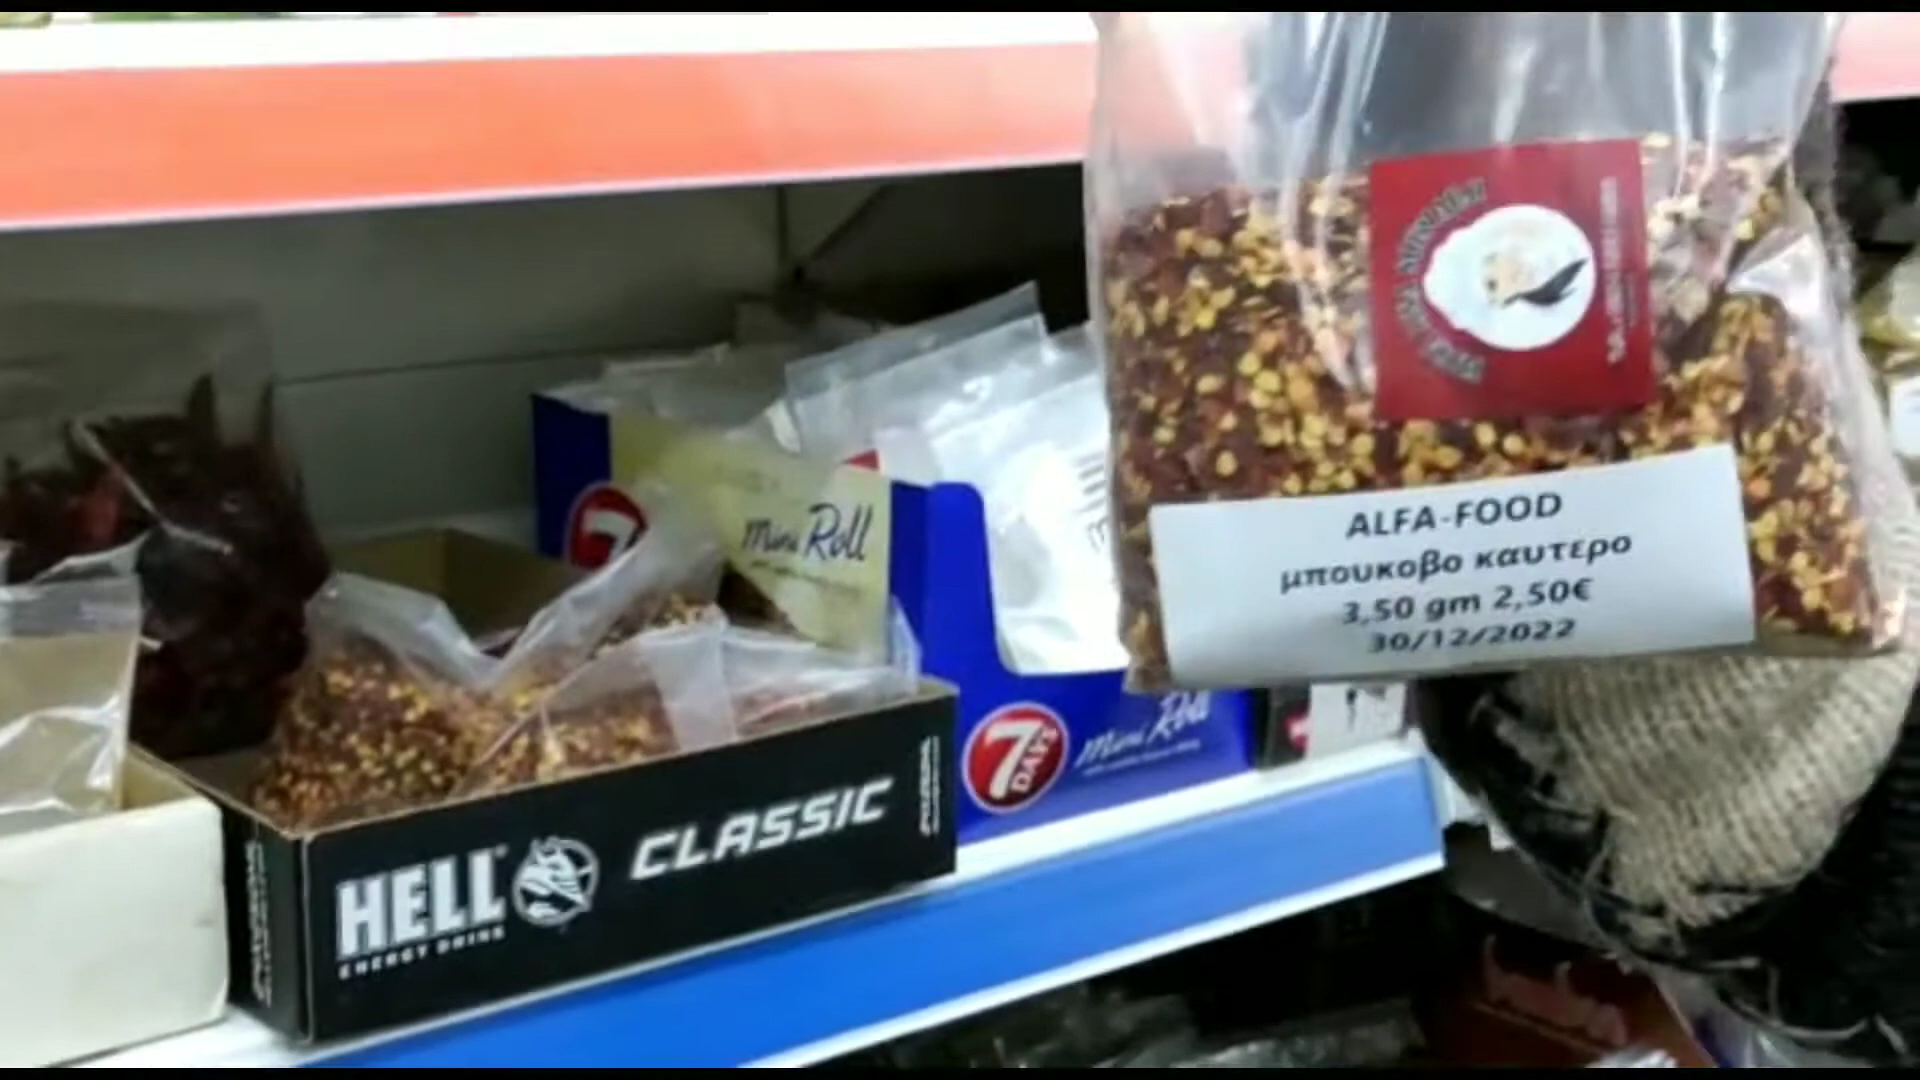 ALFA-FOOD
μπουκοβο καυτερο
3,50 gm 2,50€
30/12/2022
7
mini Roll
7 DAYS
Mini Roll
HELL
ENERGY DRINK
CLASSIC